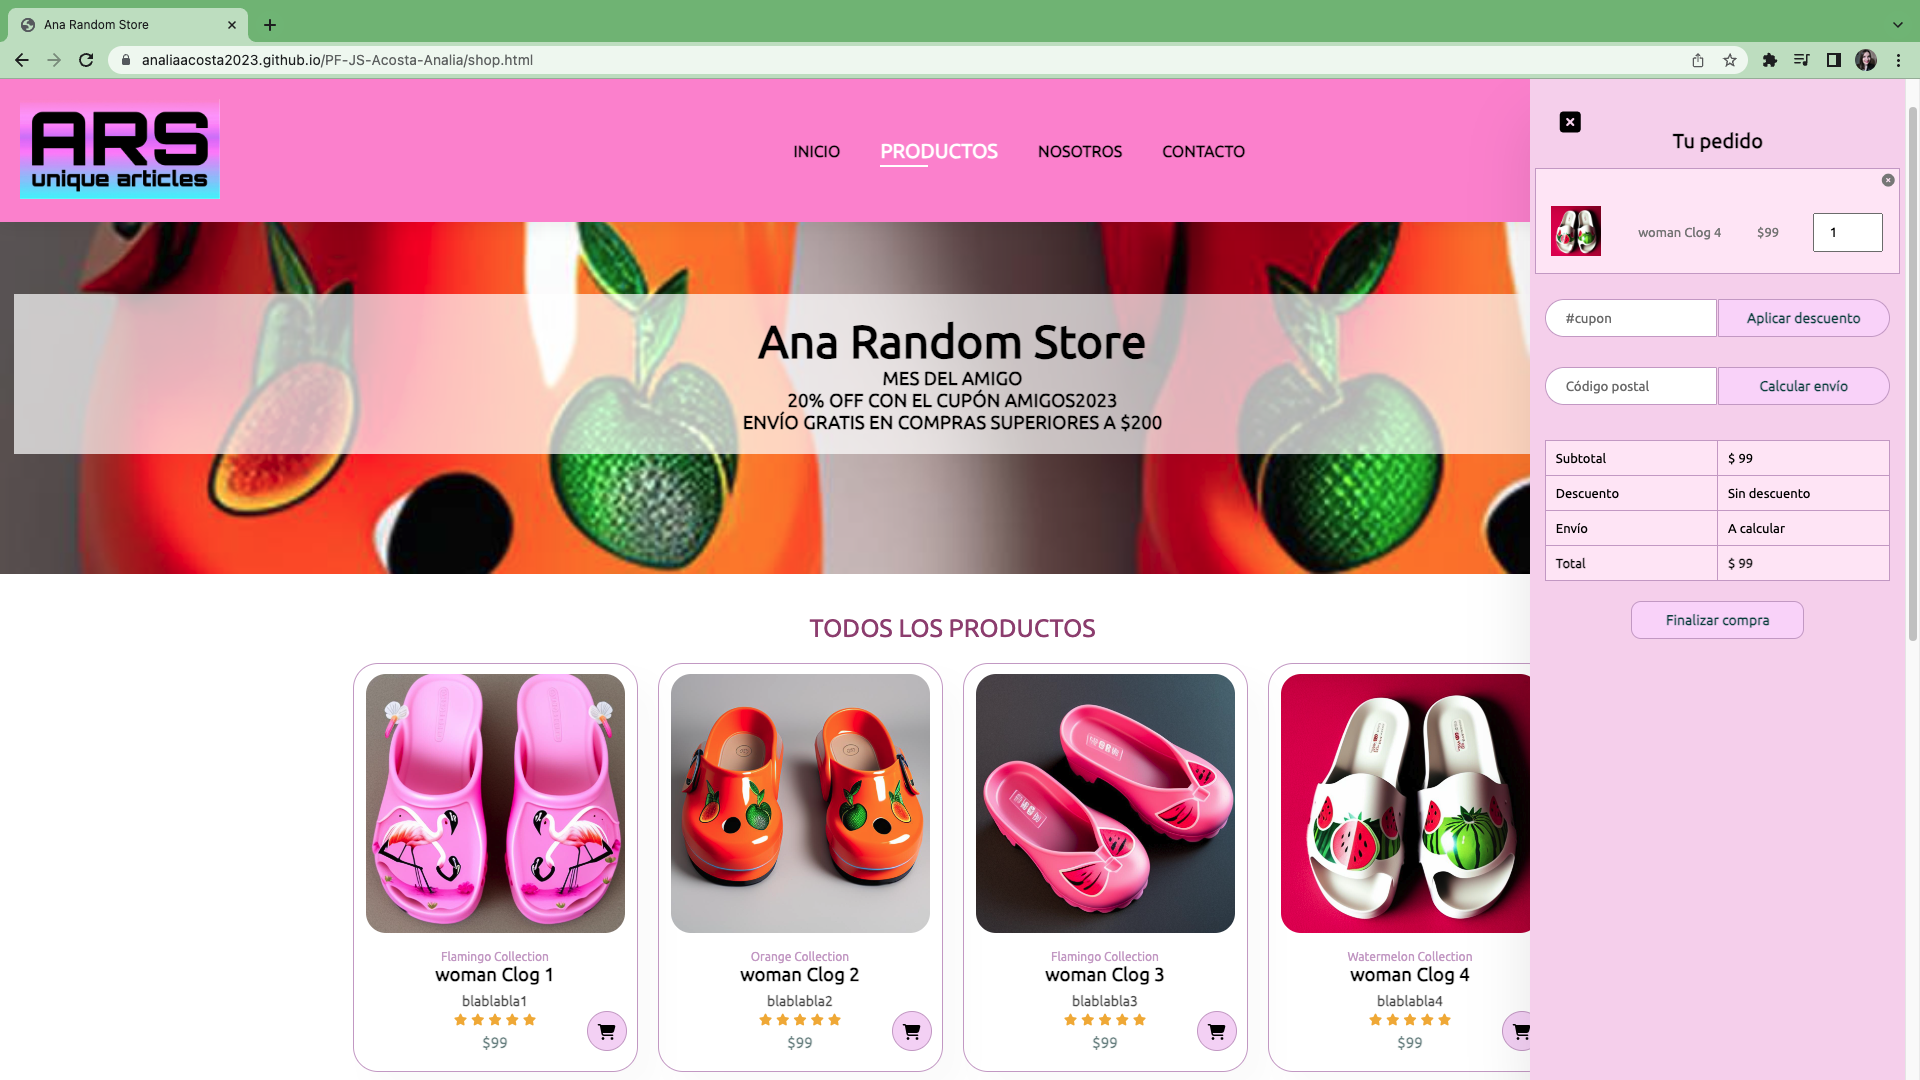 Ana Random Store
analiaacosta2023.github.io/PF-JS-Acosta-Analia/shop.html
ARS
unique articles
INICIO
PRODUCTOS
NOSOTROS
CONTACTO
Ana Random Store
MES DEL AMIGO
20% OFF CON EL CUPÓN AMIGOS2023
ENVÍO GRATIS EN COMPRAS SUPERIORES A $200
TODOS LOS PRODUCTOS
Flamingo Collection
woman Clog 1
blablabla1
$99
Orange Collection
woman Clog 2
blablabla2
$99
Flamingo Collection
woman Clog 3
blablabla3
$99
Watermelon Collection
woman Clog 4
blablabla4
$99
Tu pedido
woman Clog 4 $99 1
#cupon Aplicar descuento
Código postal Calcular envío
Subtotal $ 99
Descuento Sin descuento
Envío A calcular
Total $ 99
Finalizar compra